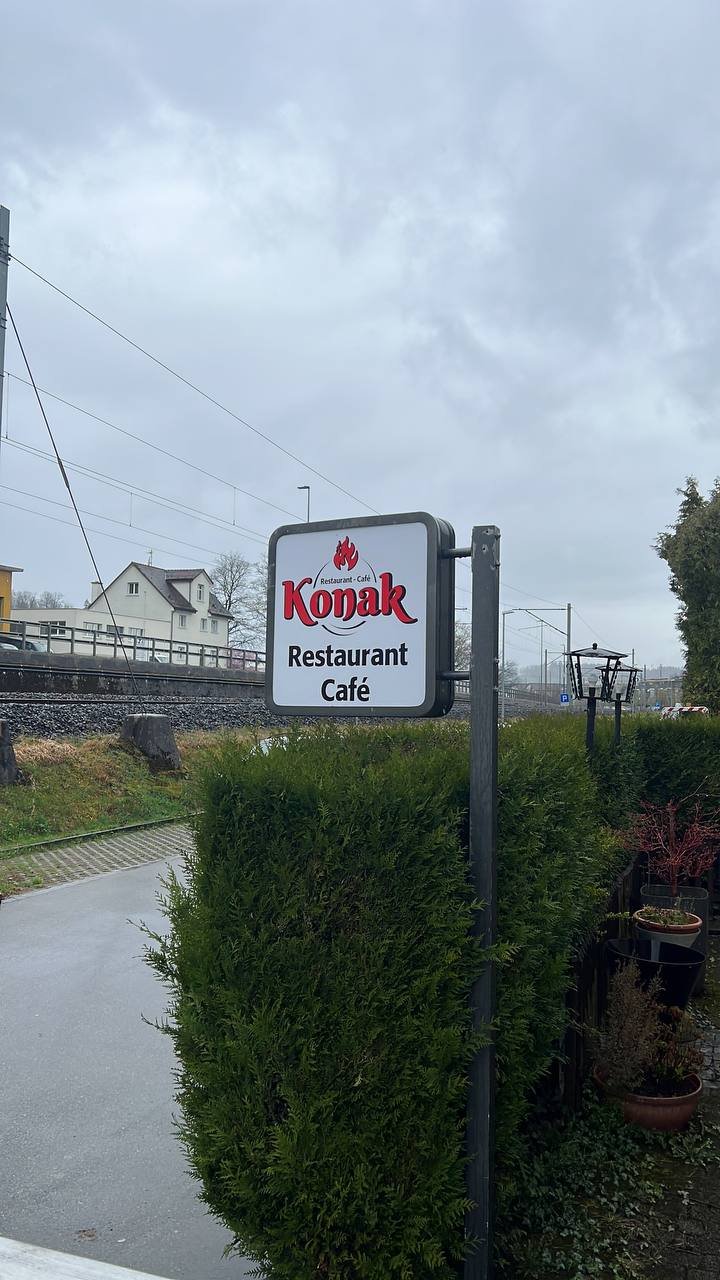 Restaurant - Café
Konak
Restaurant
Café
P